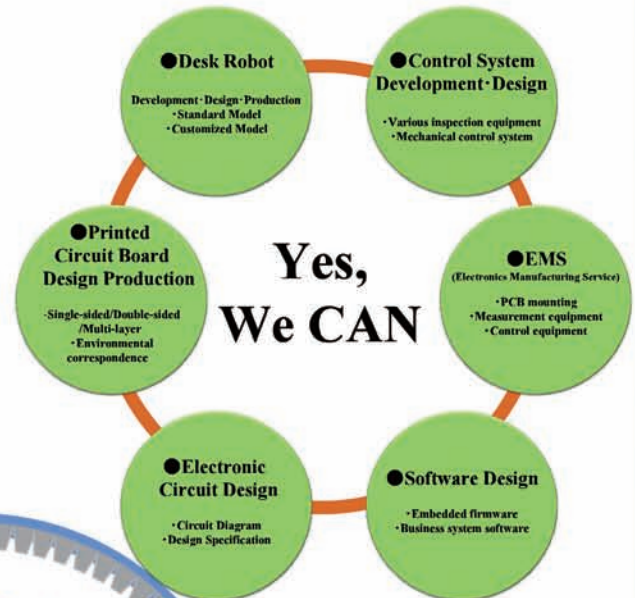 ●Desk Robot
Development・Design・Production
・Standard Model
・Customized Model
●Control System
Development・Design
・Various inspection equipment
・Mechanical control system
●Printed
Circuit Board
Design Production
・Single-sided/Double-sided
/Multi-layer
・Environmental
correspondence
Yes,
We CAN
●EMS
(Electronics Manufacturing Service)
・PCB mounting
・Measurement equipment
・Control equipment
●Electronic
Circuit Design
・Circuit Diagram
・Design Specification
●Software Design
・Embedded firmware
・Business system software